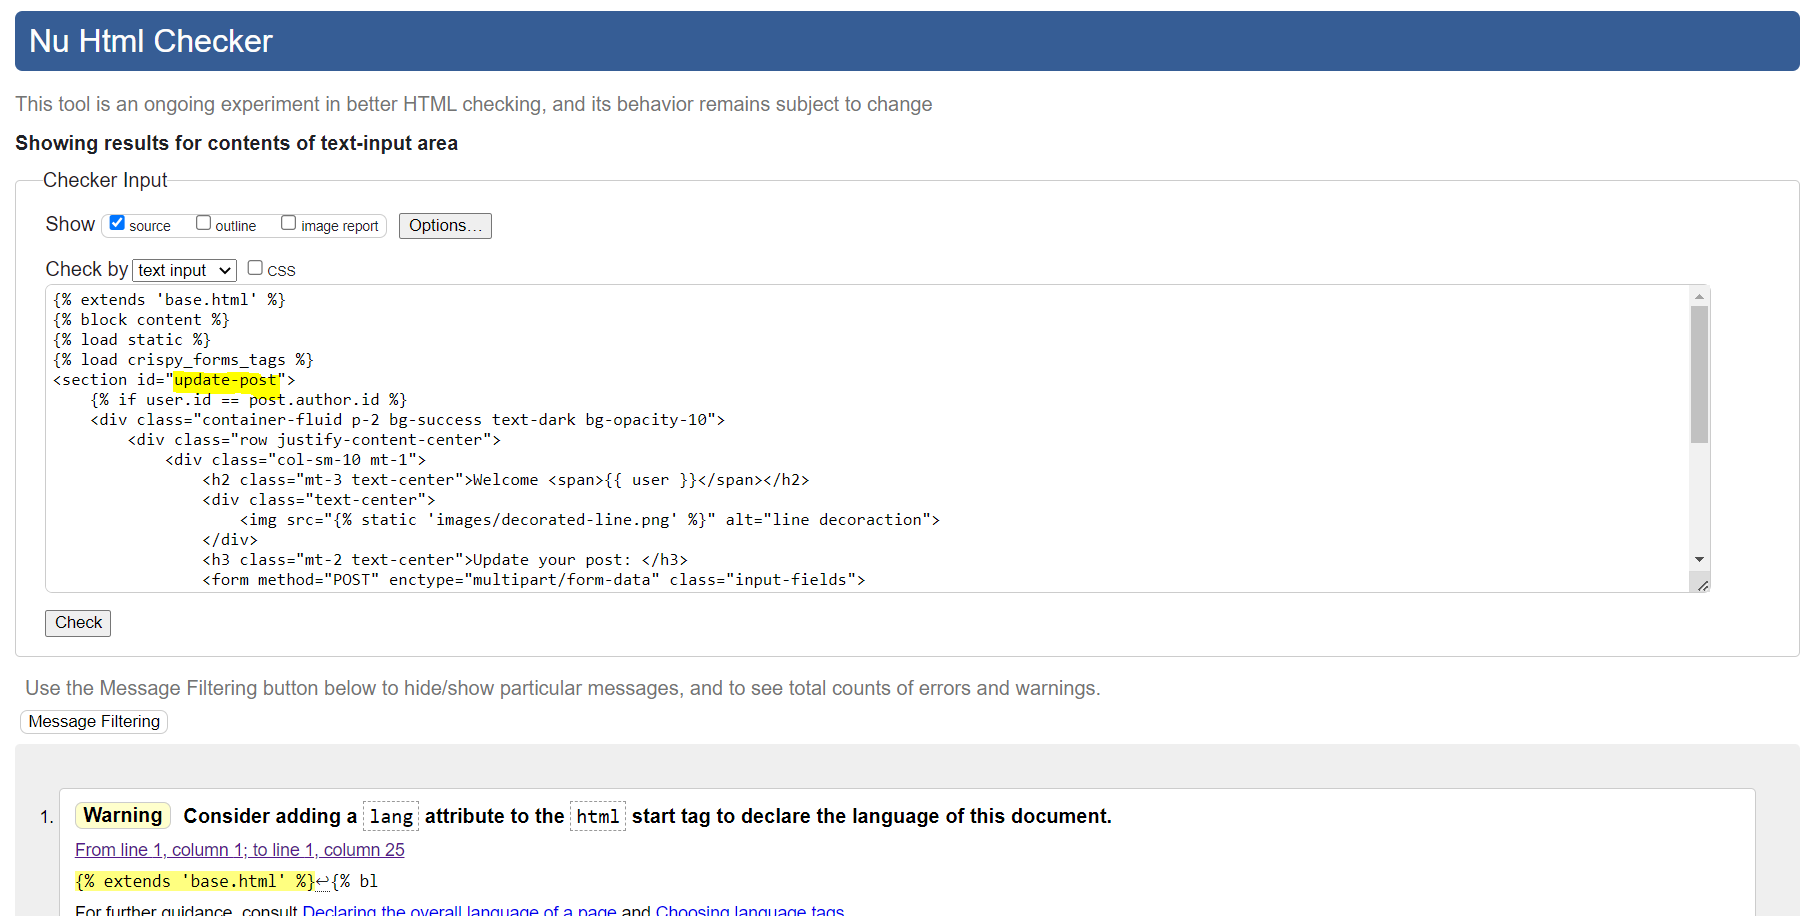 Nu Html Checker
This tool is an ongoing experiment in better HTML checking, and its behavior remains subject to change
Showing results for contents of text-input area
Checker Input
Show source outline image report Options…
Check by text input CSS
{% extends 'base.html' %}
{% block content %}
{% load static %}
{% load crispy_forms_tags %}
<section id="update-post">
{% if user.id == post.author.id %}
<div class="container-fluid p-2 bg-success text-dark bg-opacity-10">
<div class="row justify-content-center">
<div class="col-sm-10 mt-1">
<h2 class="mt-3 text-center">Welcome <span>{{ user }}</span></h2>
<div class="text-center">
<img src="{% static 'images/decorated-line.png' %}" alt="line decoraction">
</div>
<h3 class="mt-2 text-center">Update your post: </h3>
<form method="POST" enctype="multipart/form-data" class="input-fields">
Check
Use the Message Filtering button below to hide/show particular messages, and to see total counts of errors and warnings.
Message Filtering
1. Warning Consider adding a lang attribute to the html start tag to declare the language of this document.
From line 1, column 1; to line 1, column 25
{% extends 'base.html' %}↩{% bl
For further guidance, consult Declaring the overall language of a page and Choosing language tags